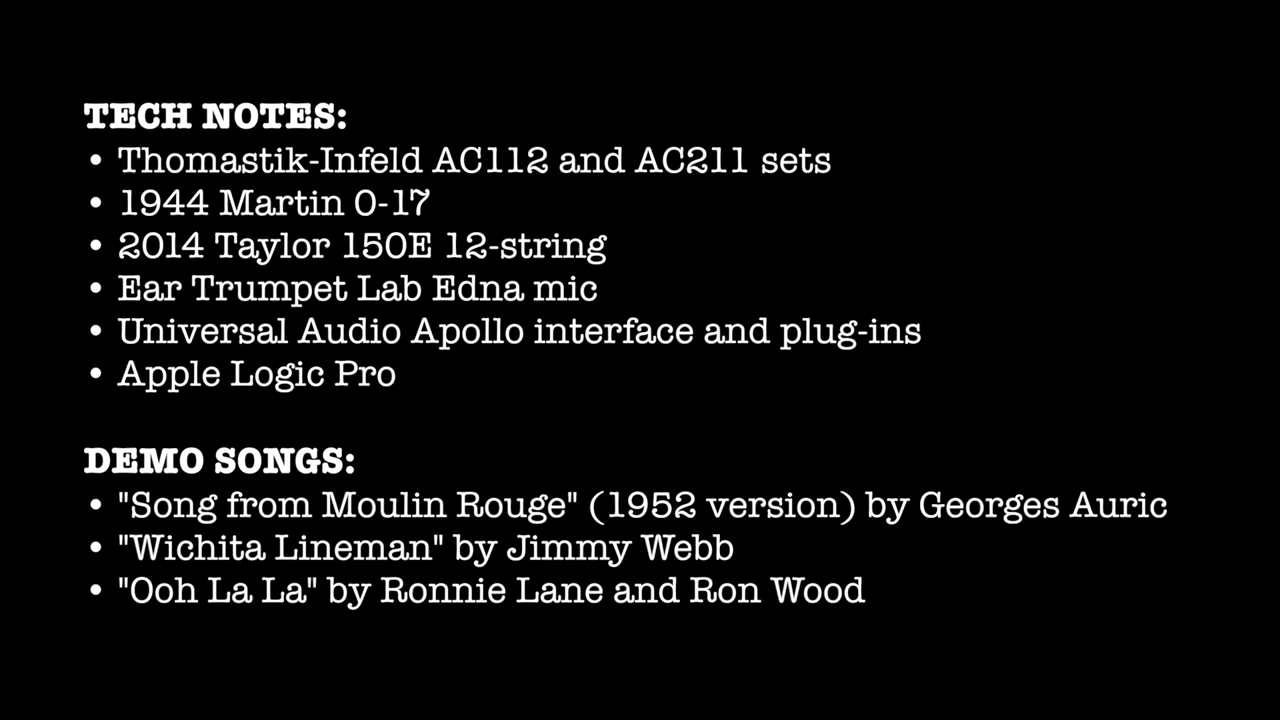 TECH NOTES:
• Thomastik-Infeld AC112 and AC211 sets
• 1944 Martin 0-17
• 2014 Taylor 150E 12-string
• Ear Trumpet Lab Edna mic
• Universal Audio Apollo interface and plug-ins
• Apple Logic Pro
DEMO SONGS:
• "Song from Moulin Rouge" (1952 version) by Georges Auric
• "Wichita Lineman" by Jimmy Webb
• "Ooh La La" by Ronnie Lane and Ron Wood